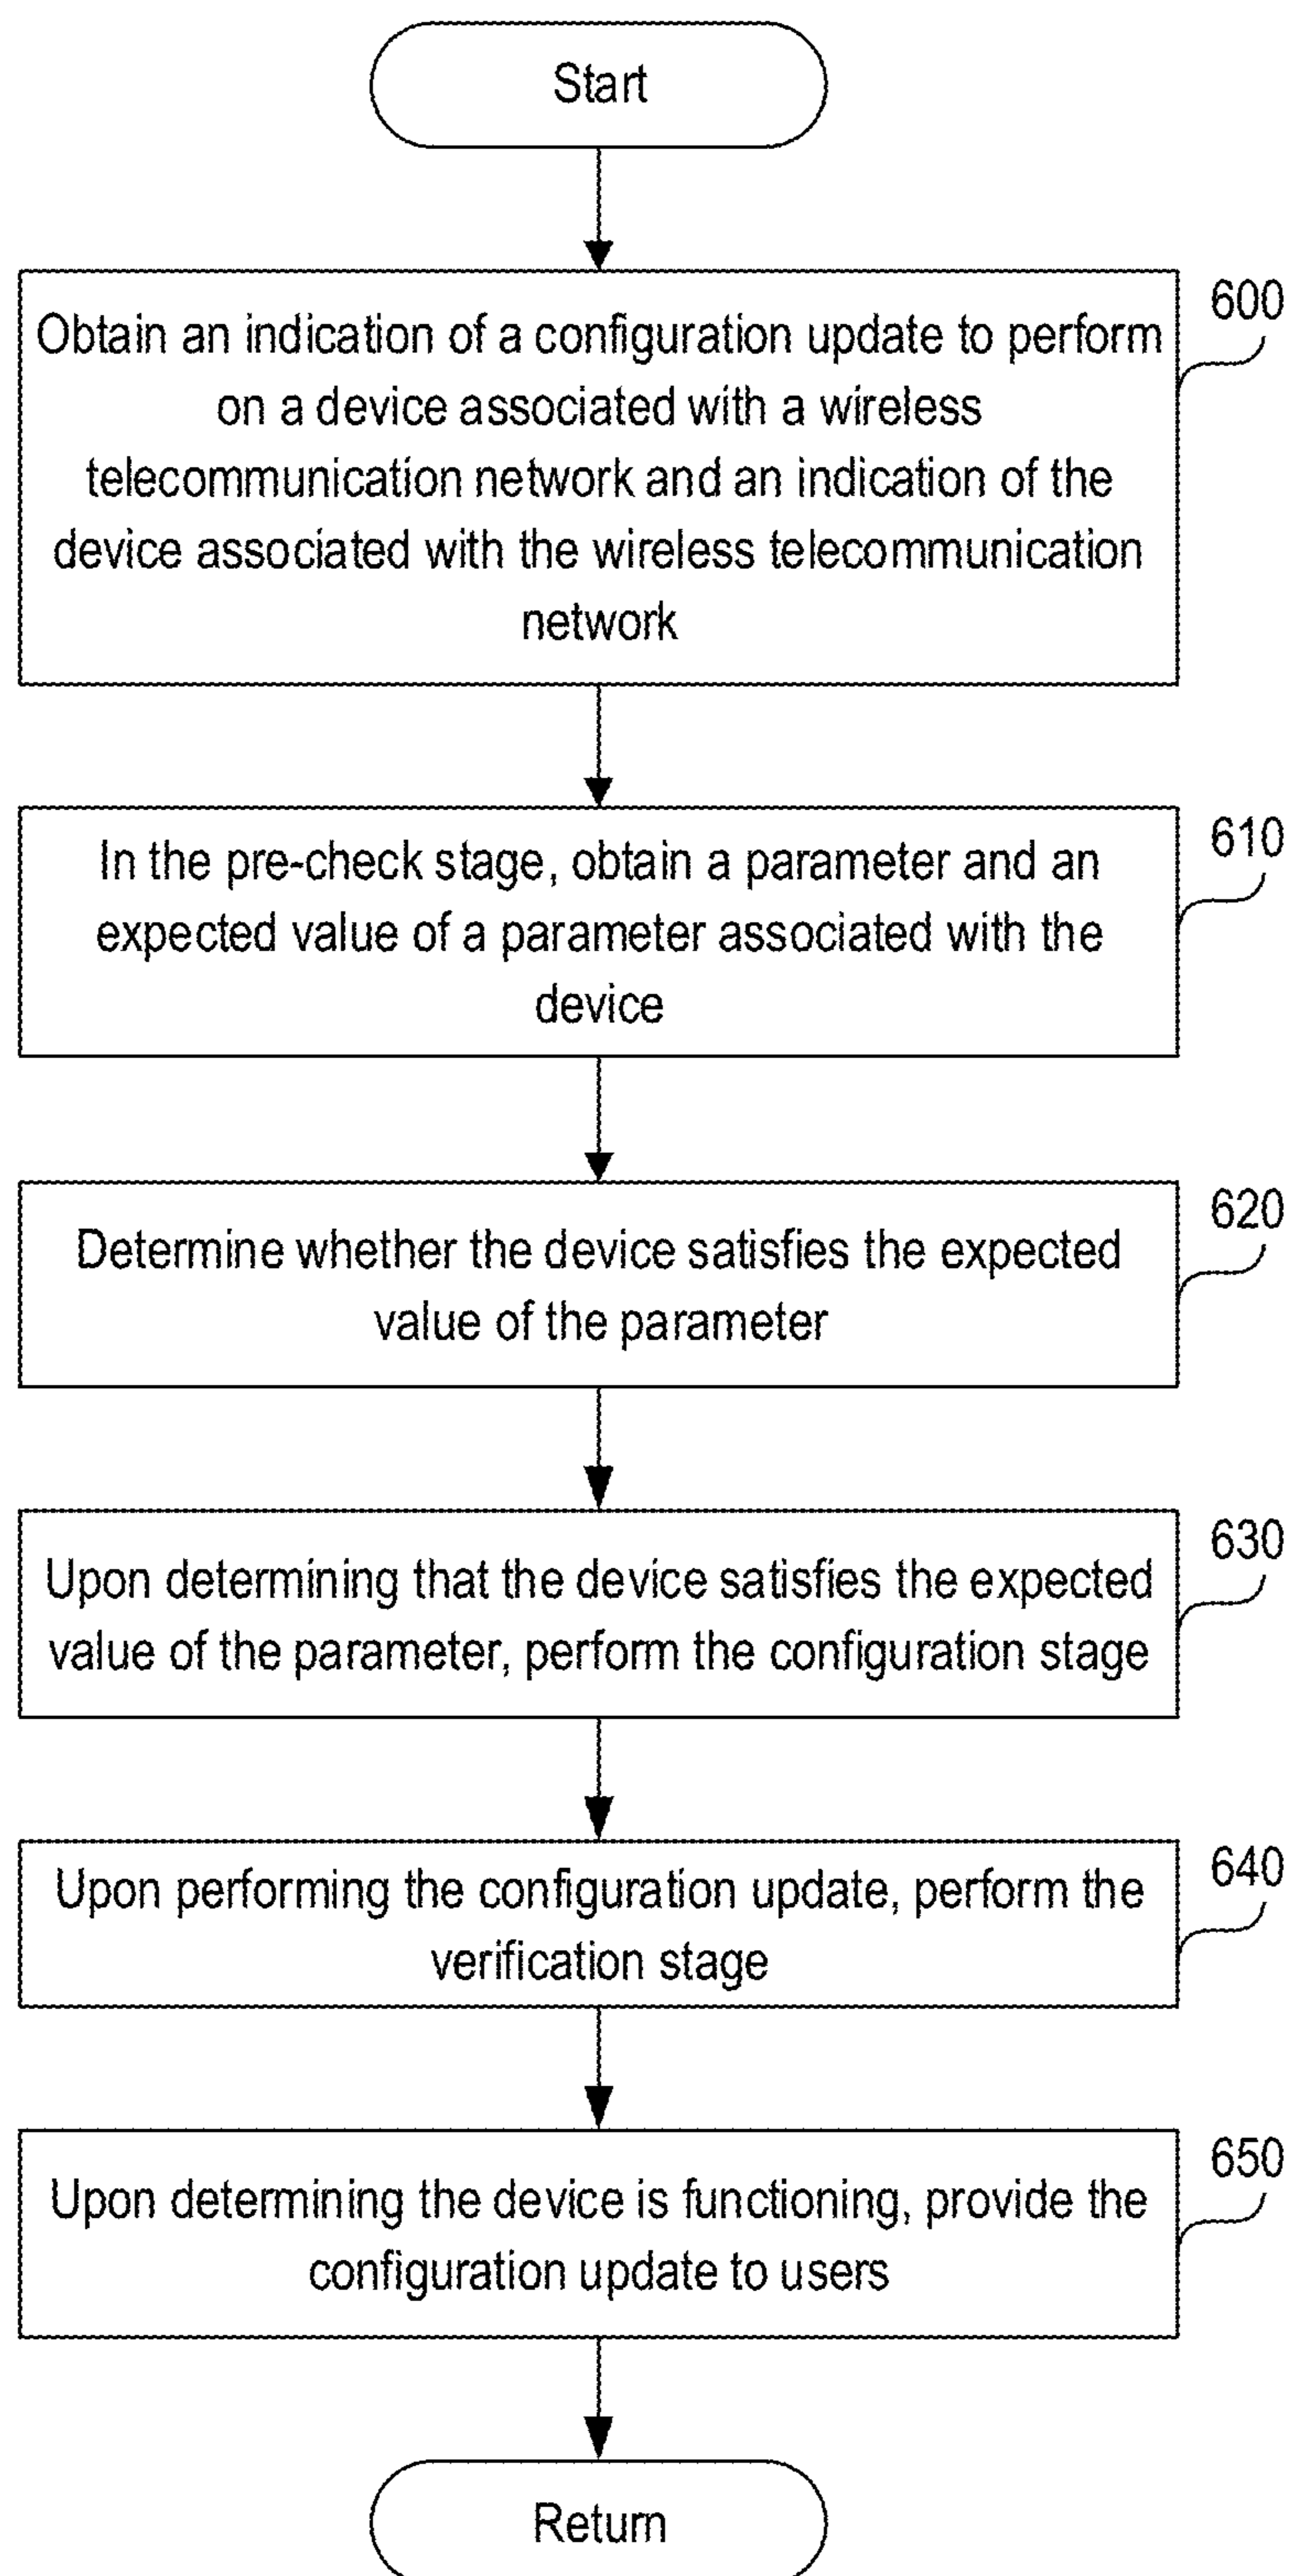 Start
600
Obtain an indication of a configuration update to perform
on a device associated with a wireless
telecommunication network and an indication of the
device associated with the wireless telecommunication
network
610
In the pre-check stage, obtain a parameter and an
expected value of a parameter associated with the
device
620
Determine whether the device satisfies the expected
value of the parameter
630
Upon determining that the device satisfies the expected
value of the parameter, perform the configuration stage
640
Upon performing the configuration update, perform the
verification stage
650
Upon determining the device is functioning, provide the
configuration update to users
Return